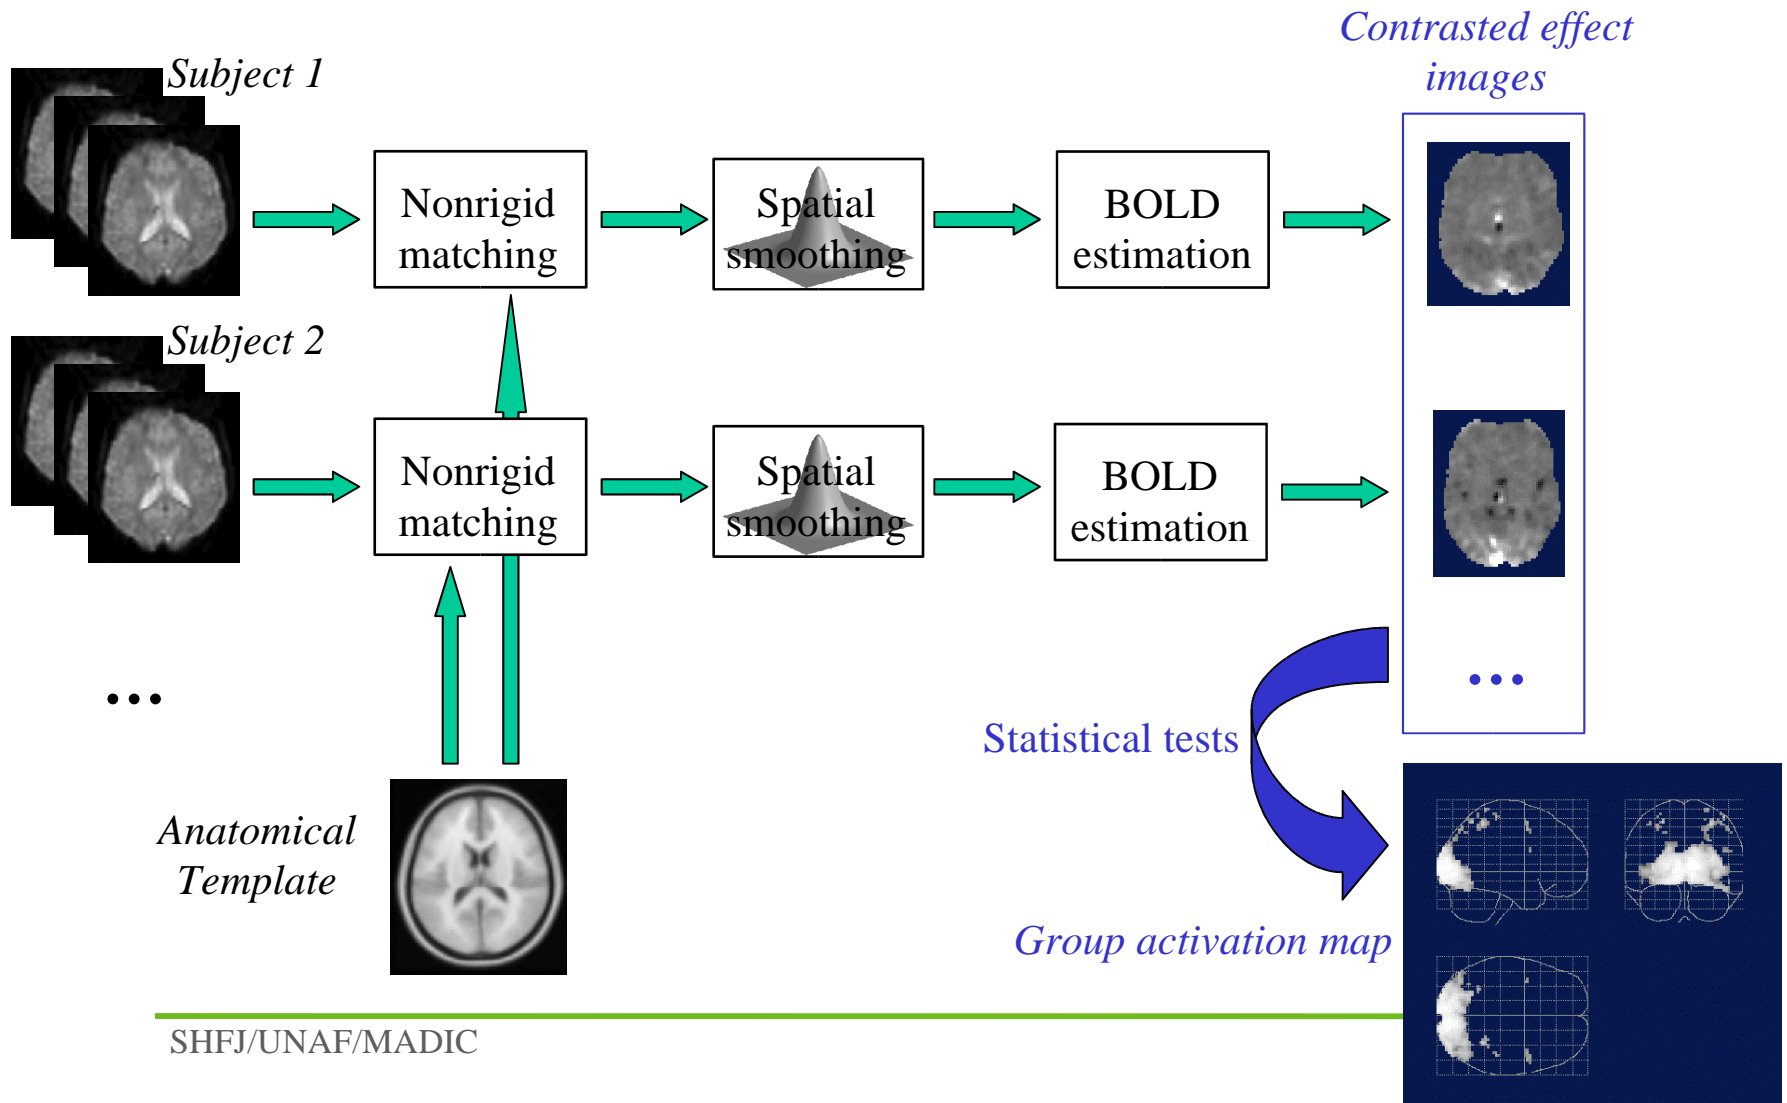 Contrasted effect
images
Subject 1
Nonrigid
matching
Spatial
smoothing
BOLD
estimation
Subject 2
Nonrigid
matching
Spatial
smoothing
BOLD
estimation
...
...
Statistical tests
Anatomical
Template
Group activation map
SHFJ/UNAF/MADIC